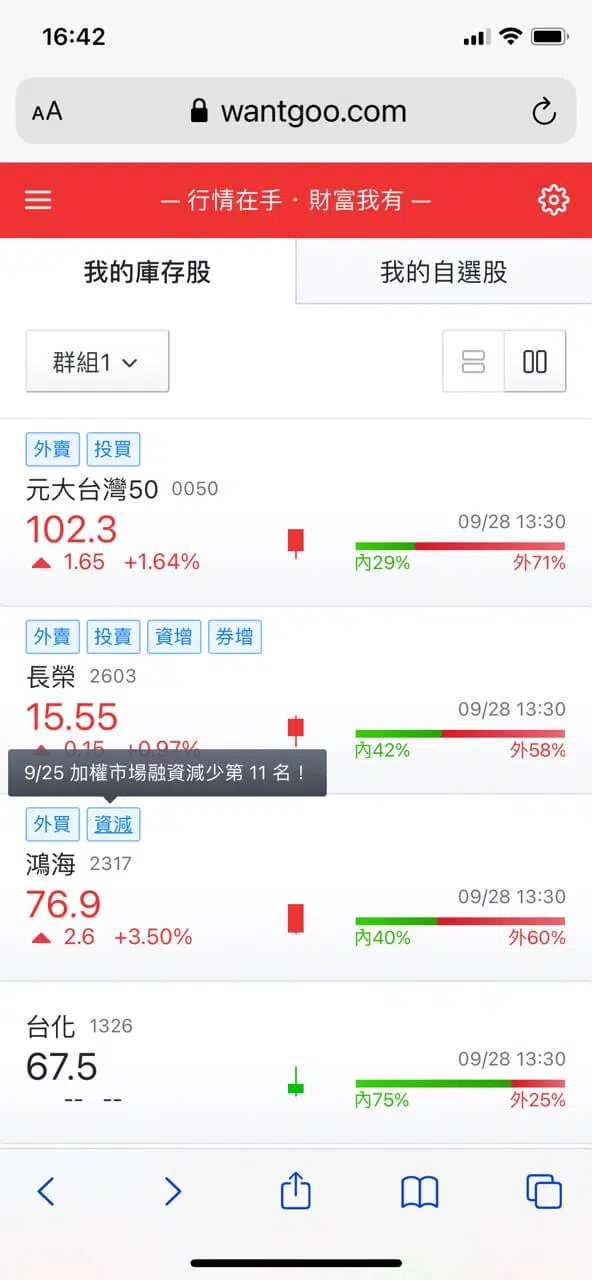 16:42
AA wantgoo.com
— 行情在手 · 財富我有 —
我的庫存股 我的自選股
群組1
外賣 投買
元大台灣50 0050
102.3 09/28 13:30
▲ 1.65 +1.64% 內29% 外71%
外賣 投賣 資增 券增
長榮 2603
15.55 09/28 13:30
▲ 0.15 +0.97% 內42% 外58%
9/25 加權市場融資減少第 11 名！
外買 資減
鴻海 2317
76.9 09/28 13:30
▲ 2.6 +3.50% 內40% 外60%
台化 1326
67.5 09/28 13:30
-- -- 內75% 外25%